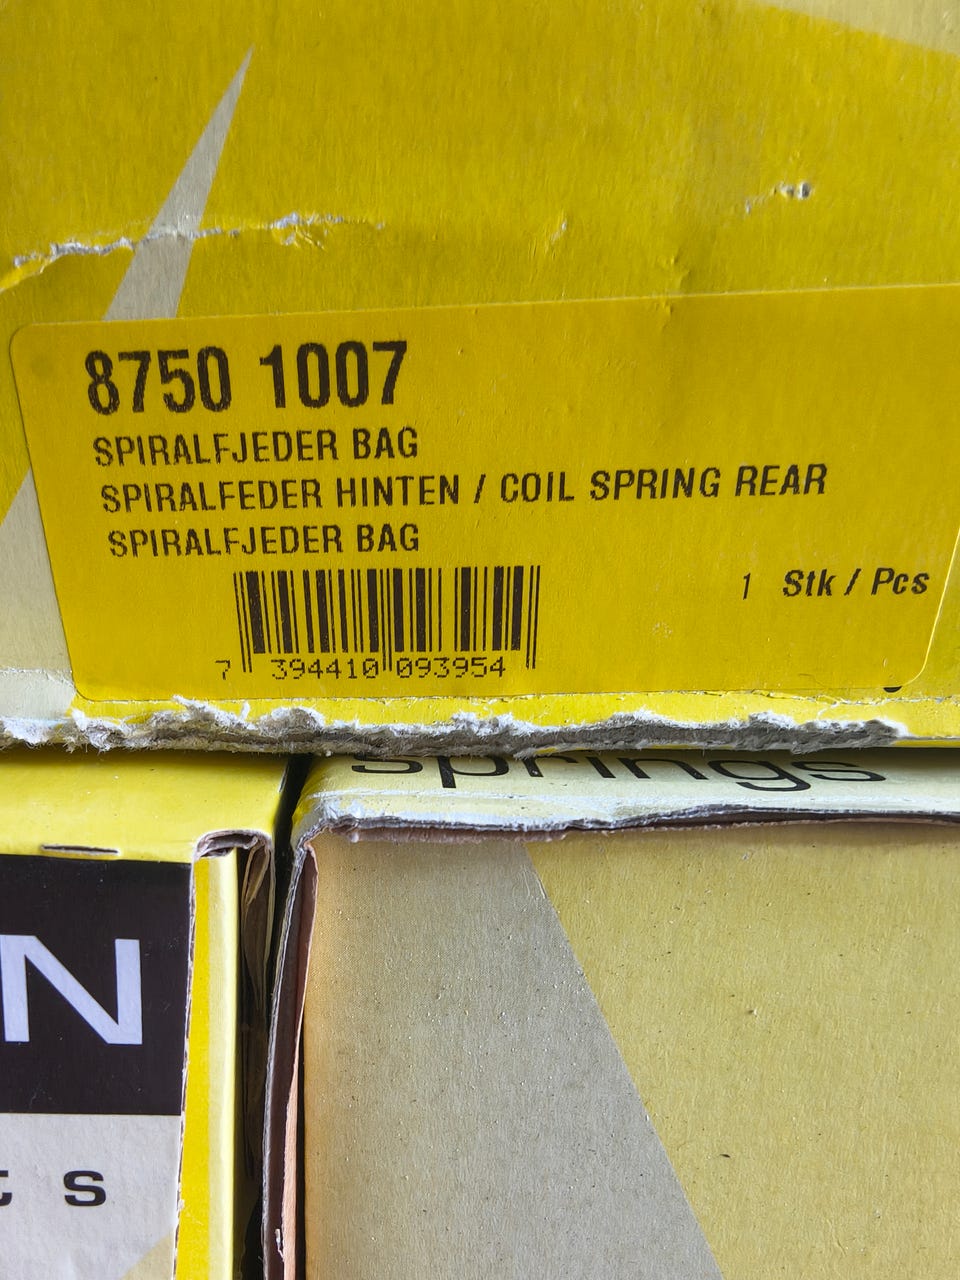 8750 1007
SPIRALFJEDER BAG
SPIRALFEDER HINTEN / COIL SPRING REAR
SPIRALFJEDER BAG
1 Stk / Pcs
7 394410 093954
springs
N
s